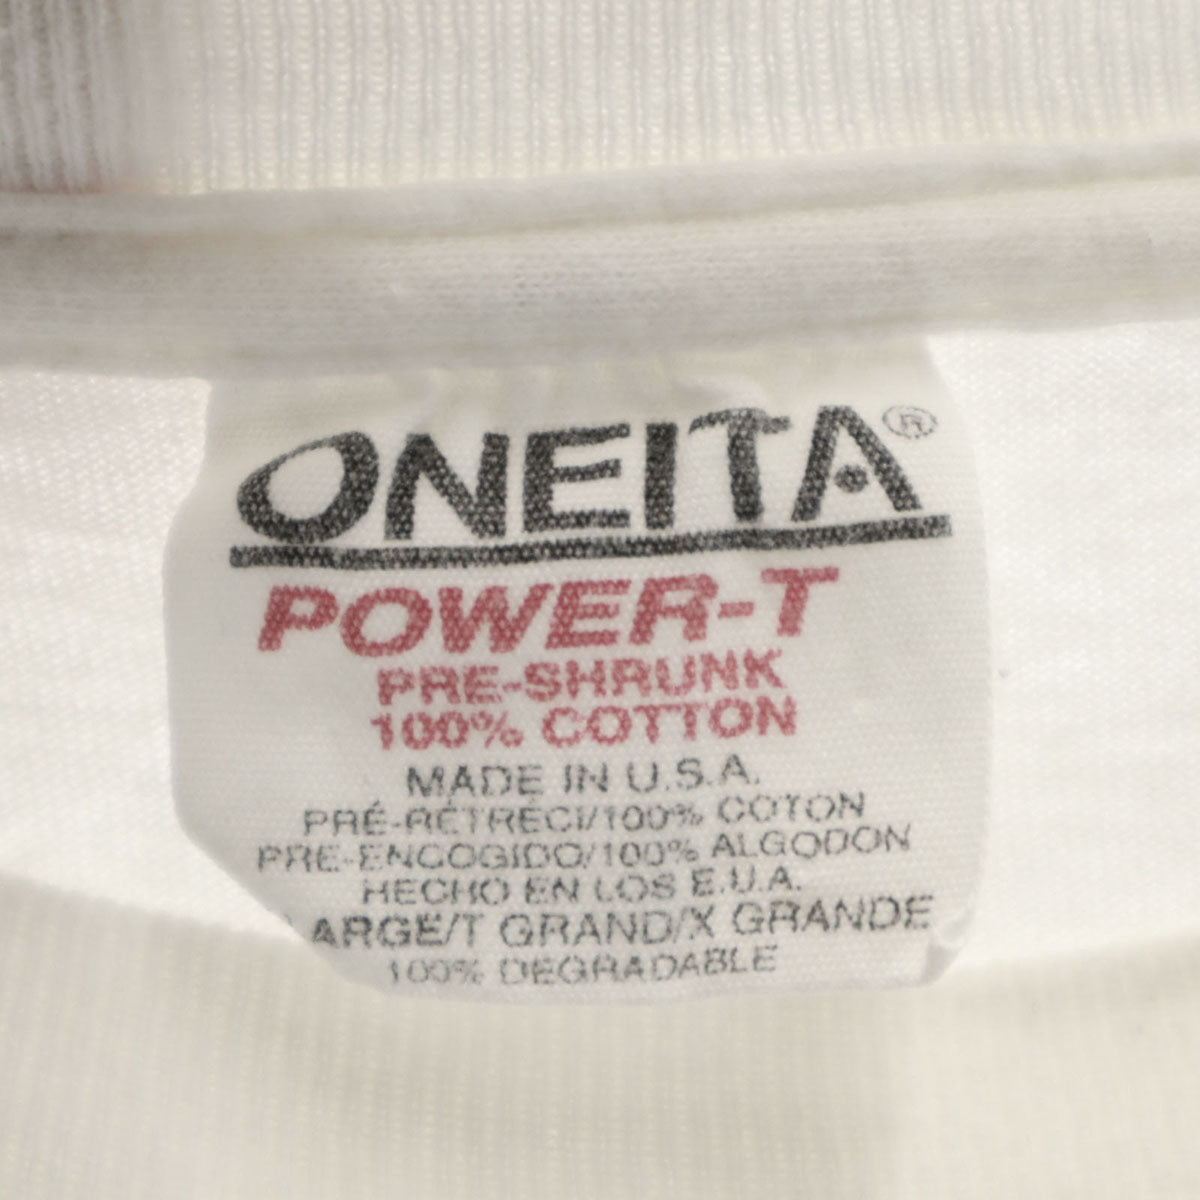 ONEITA®
POWER-T
PRE-SHRUNK
100% COTTON
MADE IN U.S.A.
PRÉ-RÉTRÉCI/100% COTON
PRE-ENCOGIDO/100% ALGODON
HECHO EN LOS E.U.A.
ARGE/T GRAND/X GRANDE
100% DEGRADABLE